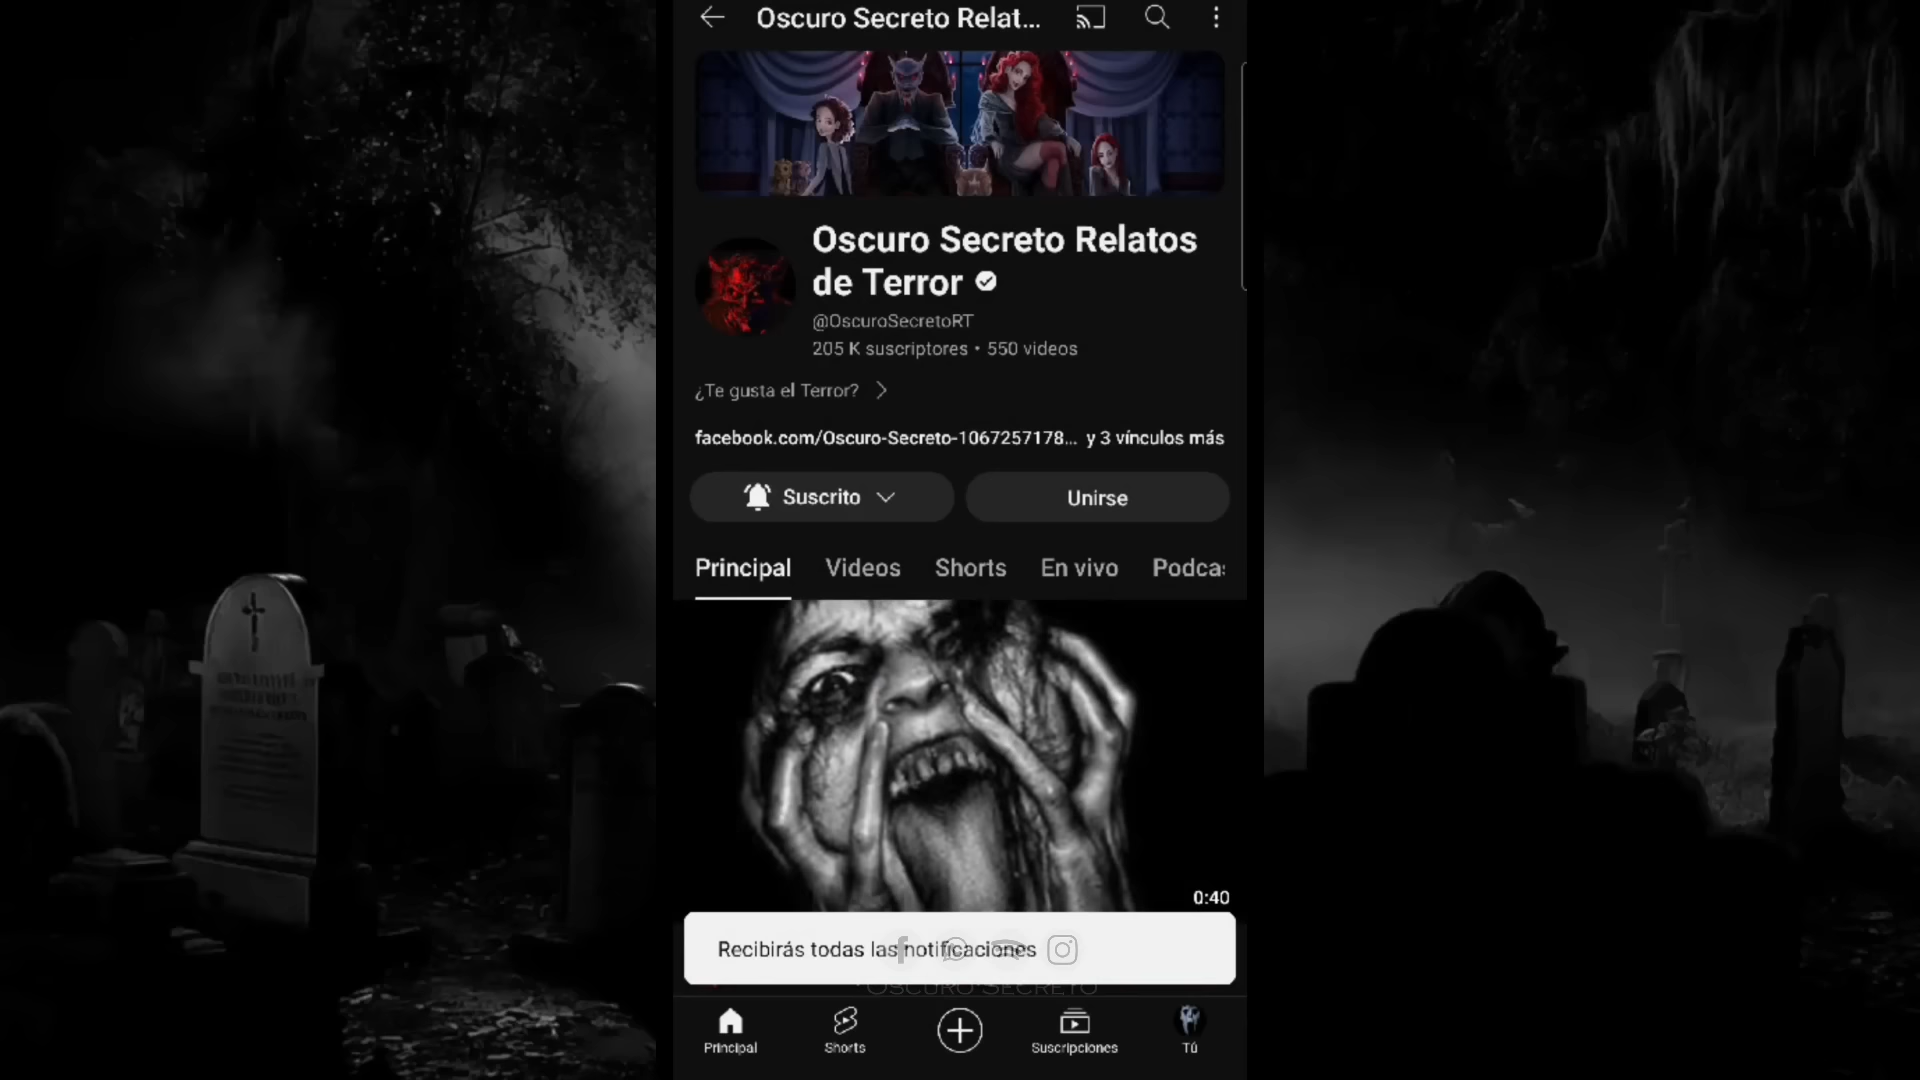 Oscuro Secreto Relat...
Oscuro Secreto Relatos
de Terror
@OscuroSecretoRT
205 K suscriptores • 550 videos
¿Te gusta el Terror?
facebook.com/Oscuro-Secreto-1067257178... y 3 vínculos más
Suscrito
Unirse
Principal Videos Shorts En vivo Podca
0:40
Recibirás todas las notificaciones
OSCURO SECRETO
Principal Shorts Suscripciones Tú